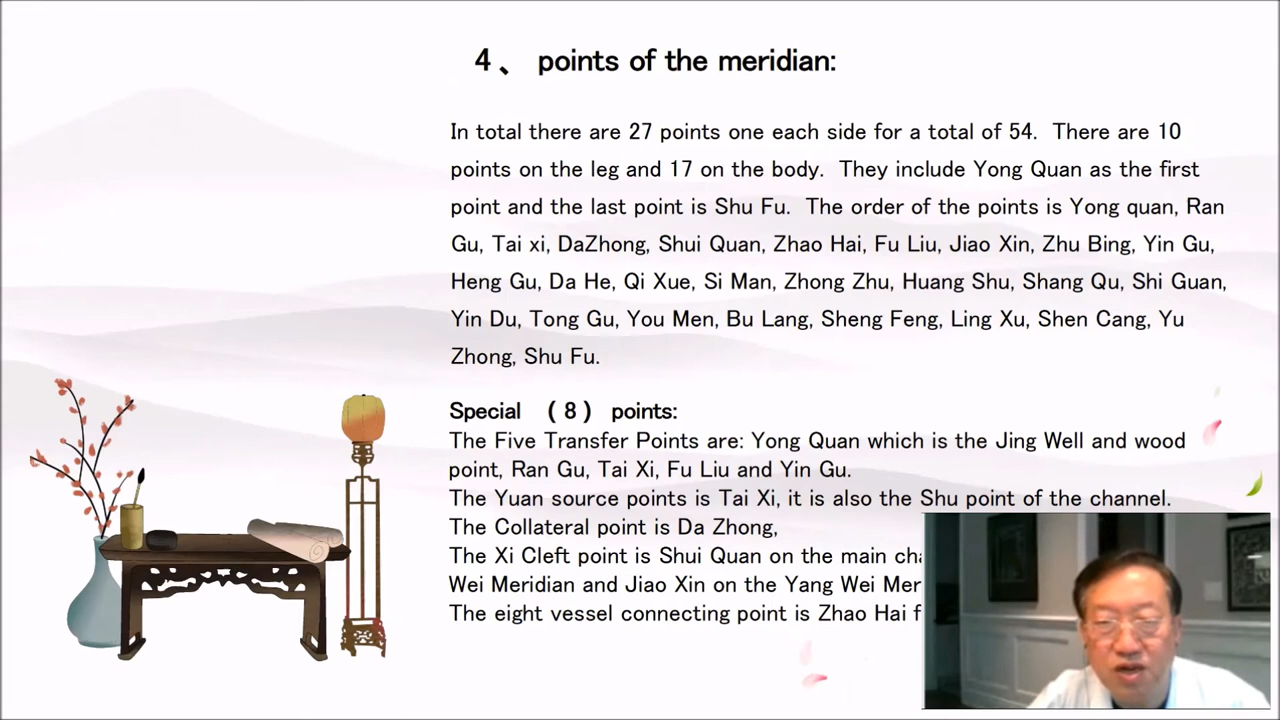 4、 points of the meridian:
In total there are 27 points one each side for a total of 54. There are 10
points on the leg and 17 on the body. They include Yong Quan as the first
point and the last point is Shu Fu. The order of the points is Yong quan, Ran
Gu, Tai xi, DaZhong, Shui Quan, Zhao Hai, Fu Liu, Jiao Xin, Zhu Bing, Yin Gu,
Heng Gu, Da He, Qi Xue, Si Man, Zhong Zhu, Huang Shu, Shang Qu, Shi Guan,
Yin Du, Tong Gu, You Men, Bu Lang, Sheng Feng, Ling Xu, Shen Cang, Yu
Zhong, Shu Fu.
Special （8） points:
The Five Transfer Points are: Yong Quan which is the Jing Well and wood
point, Ran Gu, Tai Xi, Fu Liu and Yin Gu.
The Yuan source points is Tai Xi, it is also the Shu point of the channel.
The Collateral point is Da Zhong,
The Xi Cleft point is Shui Quan on the main
Wei Meridian and Jiao Xin on the Yang Wei
The eight vessel connecting point is Zhao Hai